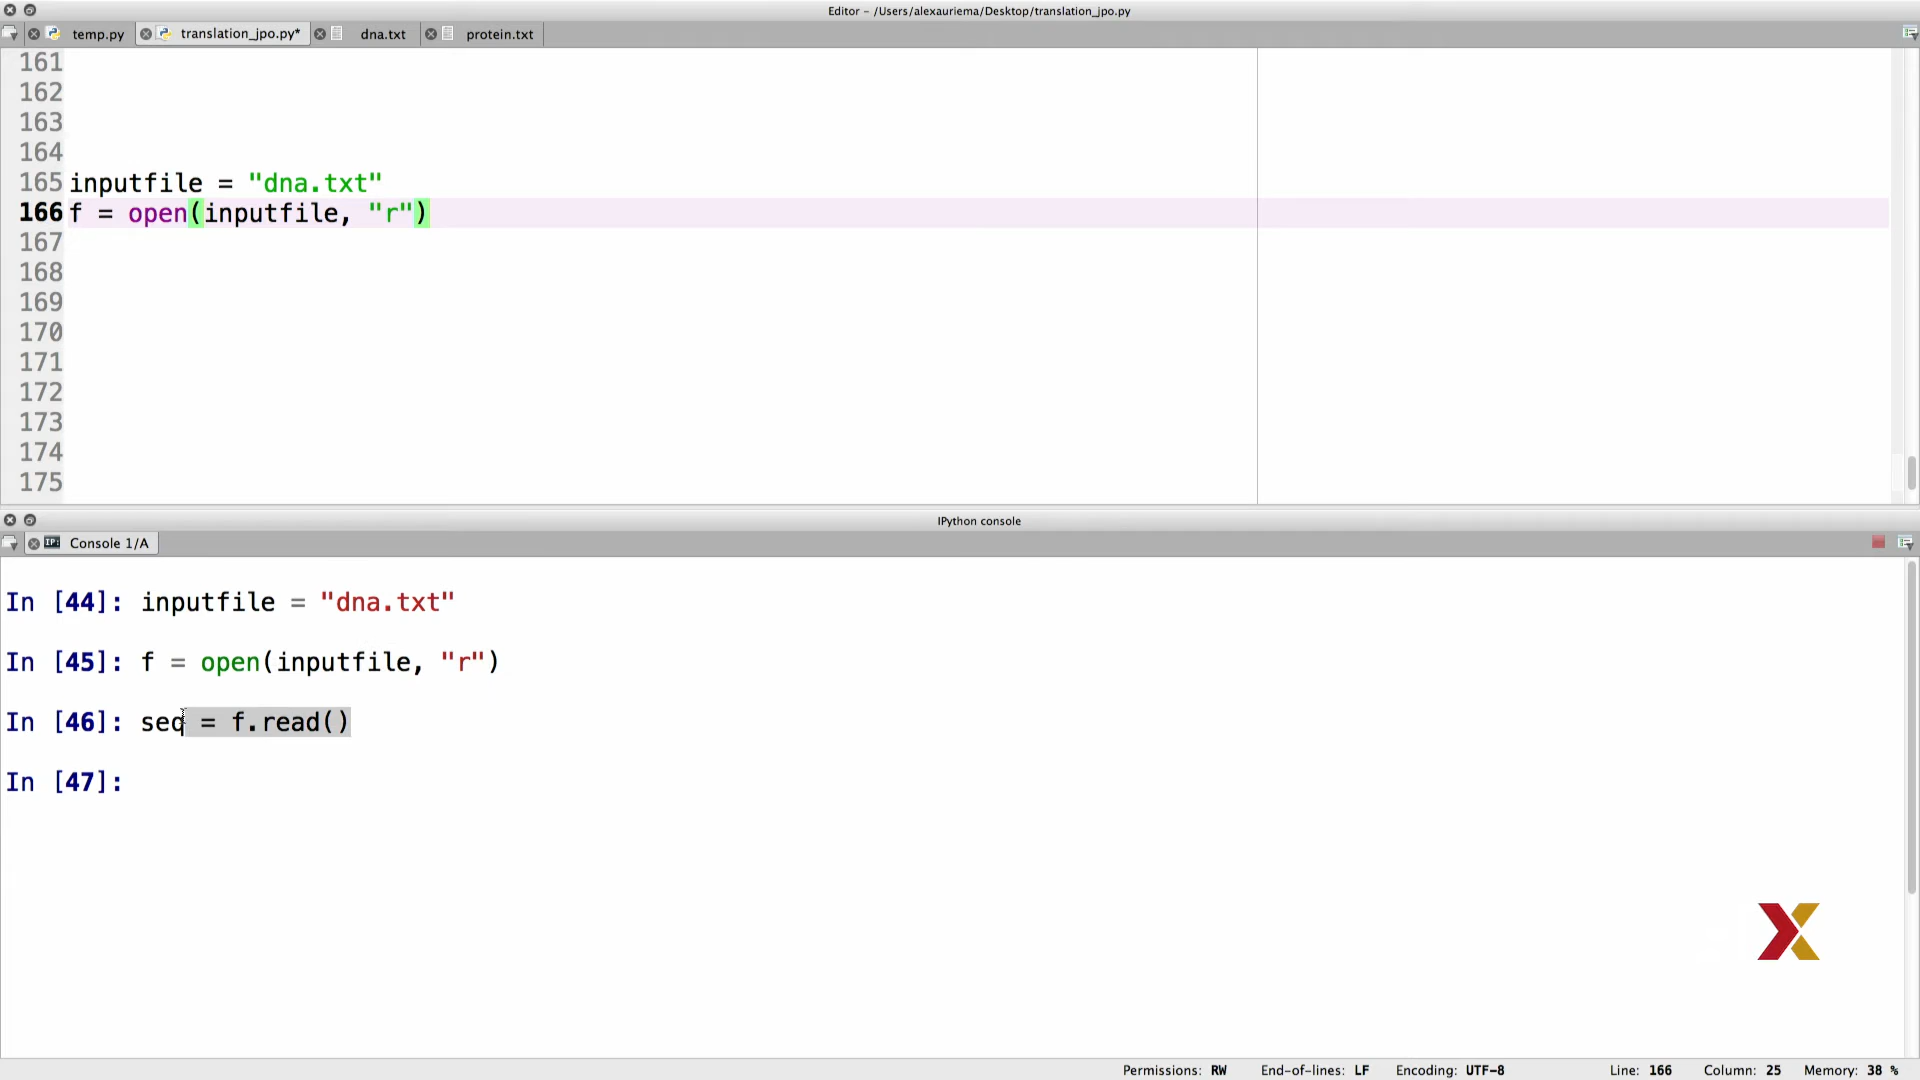 Editor – /Users/alexauriema/Desktop/translation_jpo.py
temp.py translation_jpo.py* dna.txt protein.txt
161
162
163
164
165 inputfile = "dna.txt"
166 f = open(inputfile, "r")
167
168
169
170
171
172
173
174
175
IPython console
IP: Console 1/A
In [44]: inputfile = "dna.txt"
In [45]: f = open(inputfile, "r")
In [46]: seq = f.read()
In [47]:
Permissions: RW End-of-lines: LF Encoding: UTF-8 Line: 166 Column: 25 Memory: 38 %